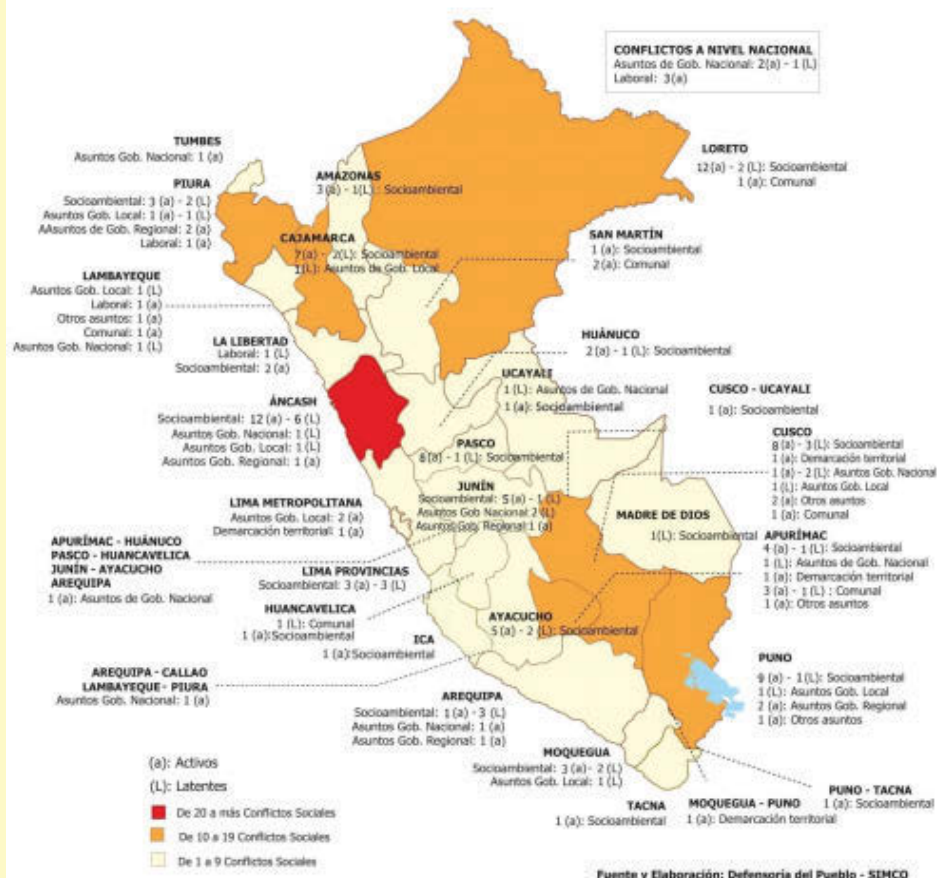 CONFLICTOS A NIVEL NACIONAL
Asuntos de Gob. Nacional: 2(a) - 1 (L)
Laboral: 3(a)
TUMBES
Asuntos Gob. Nacional: 1 (a)
PIURA
Socioambiental: 3 (a) - 2 (L)
Asuntos Gob. Local: 1 (a) - 1 (L)
AAsuntos de Gob. Regional: 2 (a)
Laboral: 1 (a)
AMAZONAS
3 (a) - 1(L) : Socioambiental
LORETO
12(a) - 2 (L): Socioambiental
1 (a): Comunal
CAJAMARCA
7(a) - 2(L): Socioambiental
1(L): Asuntos de Gob. Local
SAN MARTÍN
1 (a): Socioambiental
2 (a): Comunal
LAMBAYEQUE
Asuntos Gob. Local: 1 (L)
Laboral: 1 (a)
Otros asuntos: 1 (a)
Comunal: 1 (a)
Asuntos Gob. Nacional: 1 (L)
LA LIBERTAD
Laboral: 1 (L)
Socioambiental: 2 (a)
HUÁNUCO
2(a) - 1 (L): Socioambiental
UCAYALI
1 (L): Asuntos de Gob. Nacional
1 (a): Socioambiental
CUSCO - UCAYALI
1 (a): Socioambiental
ÁNCASH
Socioambiental: 12 (a) - 6 (L)
Asuntos Gob. Nacional: 1 (L)
Asuntos Gob. Local: 1 (L)
Asuntos Gob. Regional: 1 (a)
CUSCO
8 (a) - 3 (L): Socioambiental
1 (a): Demarcación territorial
1 (a) - 2 (L): Asuntos Gob. Nacional
1 (L): Asuntos Gob. Local
2 (a): Otros asuntos
1 (a): Comunal
PASCO
8(a) - 1 (L): Socioambiental
JUNÍN
Socioambiental: 5 (a) - 1(L)
Asuntos Gob. Nacional: 2 (L)
Asuntos Gob. Regional: 1 (a)
LIMA METROPOLITANA
Asuntos Gob. Local: 2 (a)
Demarcación territorial: 1 (a)
MADRE DE DIOS
1(L): Socioambiental
APURÍMAC
4 (a) - 1 (L): Socioambiental
1 (L): Asuntos de Gob. Nacional
1 (a): Demarcación territorial
3 (a) - 1 (L) : Comunal
1 (a): Otros asuntos
APURÍMAC - HUÁNUCO
PASCO - HUANCAVELICA
JUNÍN - AYACUCHO
AREQUIPA
1 (a): Asuntos de Gob. Nacional
LIMA PROVINCIAS
Socioambiental: 3 (a) - 3 (L)
HUANCAVELICA
1 (L): Comunal
1 (a):Socioambiental
AYACUCHO
5 (a) - 2 (L): Socioambiental
ICA
1 (a):Socioambiental
PUNO
9 (a) - 1(L): Socioambiental
1 (L): Asuntos Gob. Local
2 (a): Asuntos Gob. Regional
1 (a): Otros asuntos
AREQUIPA - CALLAO
LAMBAYEQUE - PIURA
Asuntos Gob. Nacional: 1 (a)
AREQUIPA
Socioambiental: 1 (a) - 3 (L)
Asuntos Gob. Nacional: 1 (a)
Asuntos Gob. Regional: 1 (a)
MOQUEGUA
Socioambiental: 3 (a) - 2 (L)
Asuntos Gob. Local: 1 (L)
TACNA
1 (a): Socioambiental
MOQUEGUA - PUNO
1 (a): Demarcación territorial
PUNO - TACNA
1 (a): Socioambiental
(a): Activos
(L): Latentes
De 20 a más Conflictos Sociales
De 10 a 19 Conflictos Sociales
De 1 a 9 Conflictos Sociales
Fuente y Elaboración: Defensoría del Pueblo - SIMCO